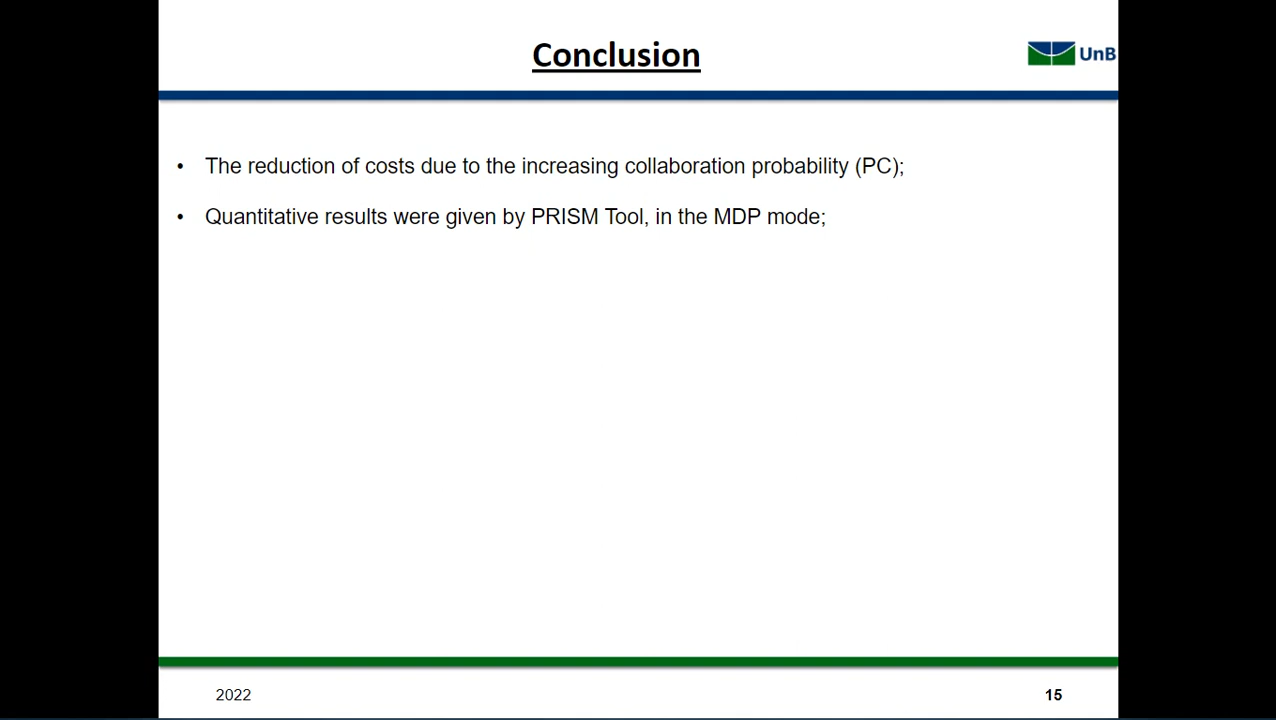 Conclusion
UnB
• The reduction of costs due to the increasing collaboration probability (PC);
• Quantitative results were given by PRISM Tool, in the MDP mode;
2022
15